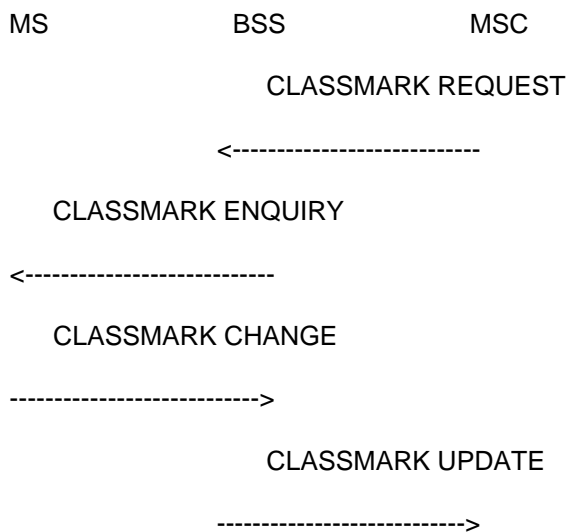 MS BSS MSC
CLASSMARK REQUEST
<---------------------------
CLASSMARK ENQUIRY
<---------------------------
CLASSMARK CHANGE
---------------------------->
CLASSMARK UPDATE
---------------------------->